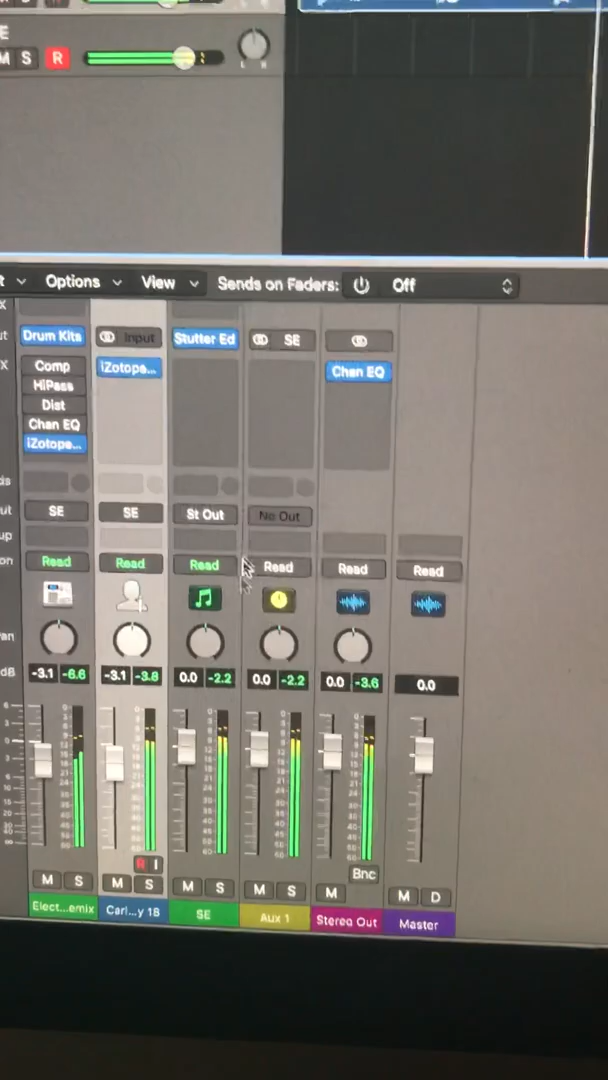 E
M S R
L R
Options View Sends on Faders: Off
Drum Kits Input Stutter Ed SE
Comp iZotope... Chan EQ
HiPass
Dist
Chan EQ
iZotope...
SE SE St Out No Out
Read Read Read Read Read Read
-3.1 -6.6 -3.1 -3.8 0.0 -2.2 0.0 -2.2 0.0 -3.6 0.0
R I Bnc
M S M S M S M S M M D
Elect...emix Carl...y 18 SE Aux 1 Stereo Out Master